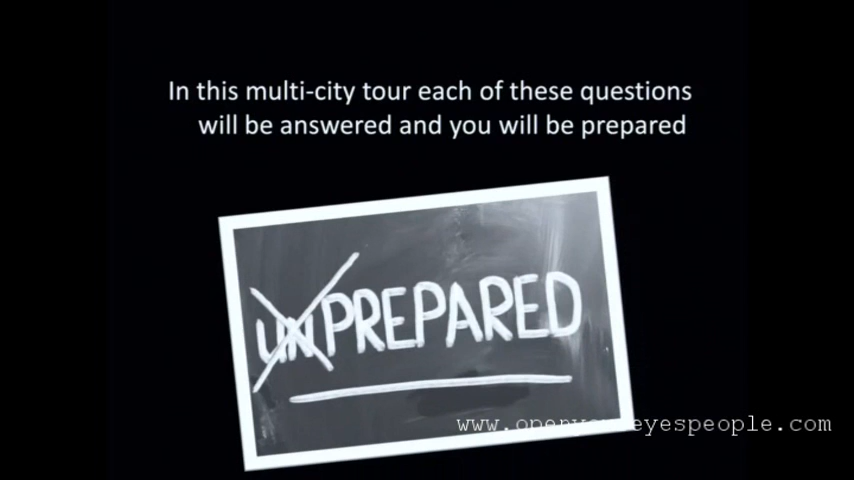 In this multi-city tour each of these questions
will be answered and you will be prepared
UNPREPARED